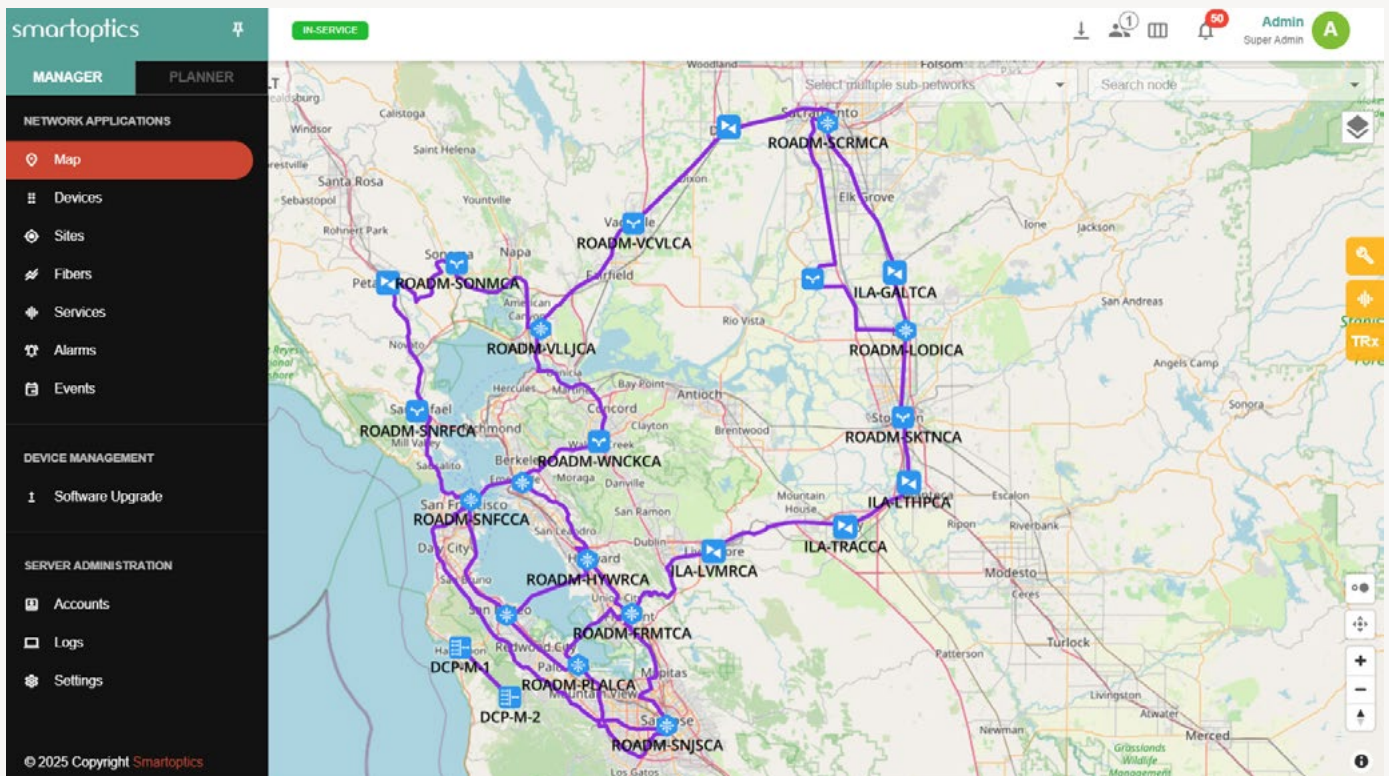 smartoptics
IN-SERVICE
1
50
Admin
Super Admin
A
MANAGER
PLANNER
NETWORK APPLICATIONS
Map
Devices
Sites
Fibers
Services
Alarms
Events
DEVICE MANAGEMENT
Software Upgrade
SERVER ADMINISTRATION
Accounts
Logs
Settings
© 2025 Copyright Smartoptics
Select multiple sub-networks
Search node
TRx
Woodland
Folsom
Calistoga
Windsor
Saint Helena
Santa Rosa
Sebastopol
Yountville
Rohnert Park
Napa
ROADM-SCRMCA
Elk Grove
Ione
Jackson
ROADM-VCVLCA
Fairfield
ROADM-SONMCA
American
ILA-GALTCA
San Andreas
Rio Vista
ROADM-VLLJCA
ROADM-LODICA
Angels Camp
Novato
Benicia
Hercules
Bay Point
Antioch
Concord
Clayton
Brentwood
ROADM-SNRFCA
Mill Valley
Sausalito
ROADM-SKTNCA
Sonora
ROADM-WNCKCA
Moraga
Danville
San Ramon
ROADM-SNFCCA
San Leandro
Dublin
Mountain
House
ILA-LTHPCA
Escalon
Ripon
Riverbank
ILA-TRACCA
ILA-LVMRCA
ROADM-HYWRCA
Union City
Modesto
Ceres
San Bruno
ROADM-FRMTCA
Turlock
Patterson
Redwood City
DCP-M-1
ROADM-PLALCA
Mountain View
Milpitas
DCP-M-2
ROADM-SNJSCA
Los Gatos
Livingston
Atwater
Merced
Newman
Grasslands
Wildlife
Management